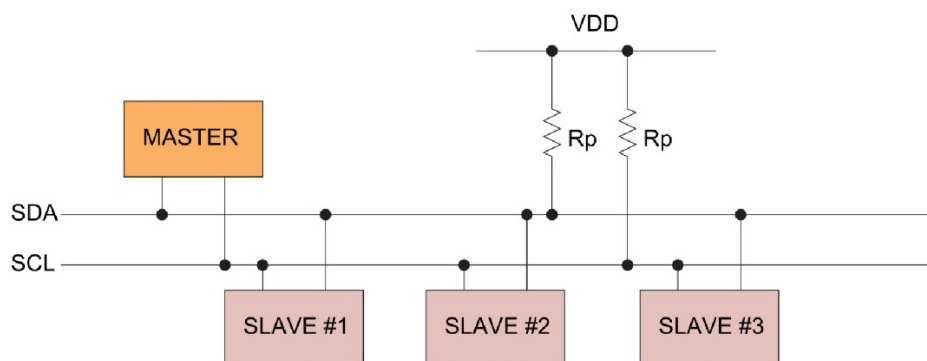 VDD
MASTER
Rp
Rp
SDA
SCL
SLAVE #1
SLAVE #2
SLAVE #3